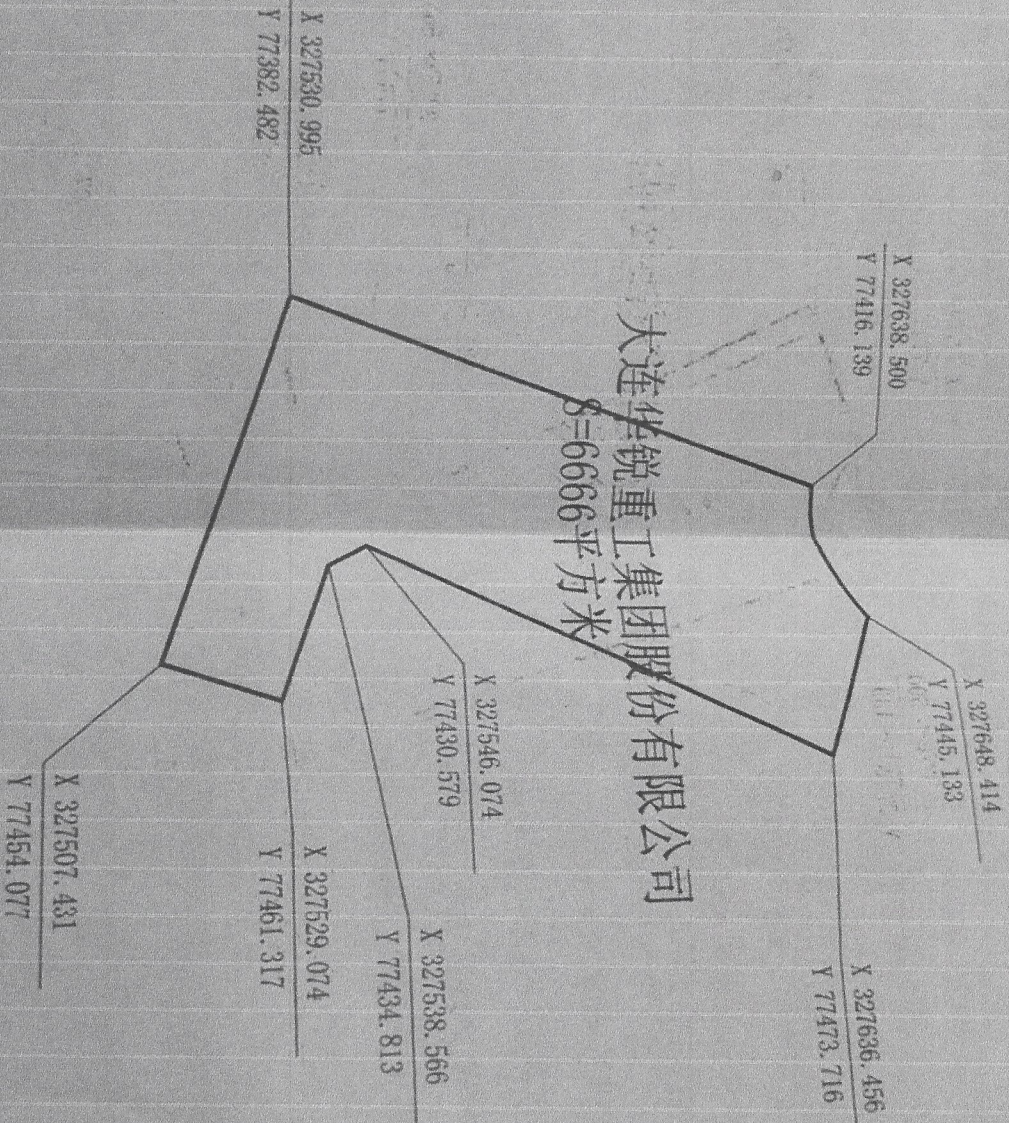 X 327530.995
Y 77382.482
X 327638.500
Y 77416.139
大连华锐重工集团股份有限公司
S=6666平方米
X 327648.414
Y 77445.133
X 327546.074
Y 77430.579
X 327636.456
Y 77473.716
X 327538.566
Y 77434.813
X 327529.074
Y 77461.317
X 327507.431
Y 77454.077